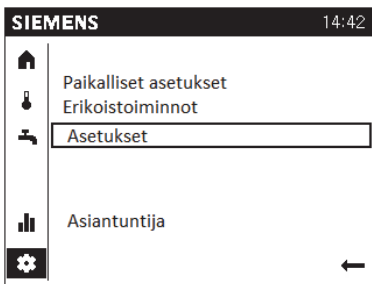 SIEMENS 14:42
Paikalliset asetukset
Erikoistoiminnot
Asetukset
Asiantuntija